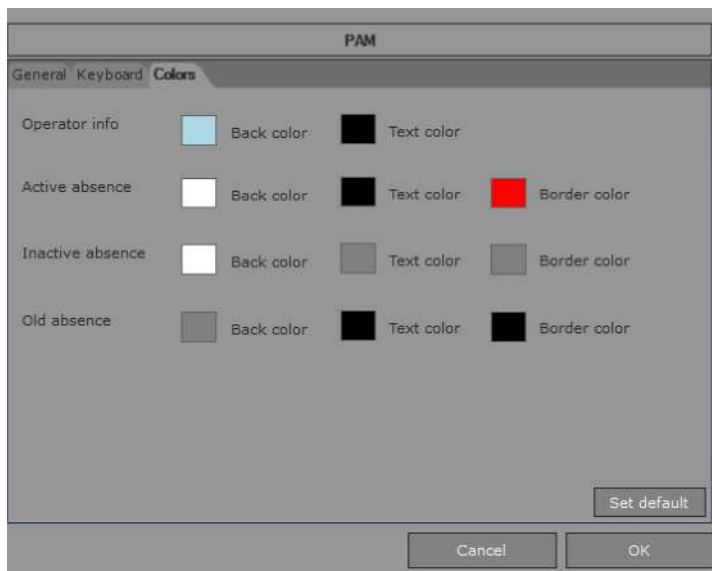 PAM
General Keyboard Colors
Operator info Back color Text color
Active absence Back color Text color Border color
Inactive absence Back color Text color Border color
Old absence Back color Text color Border color
Set default
Cancel OK